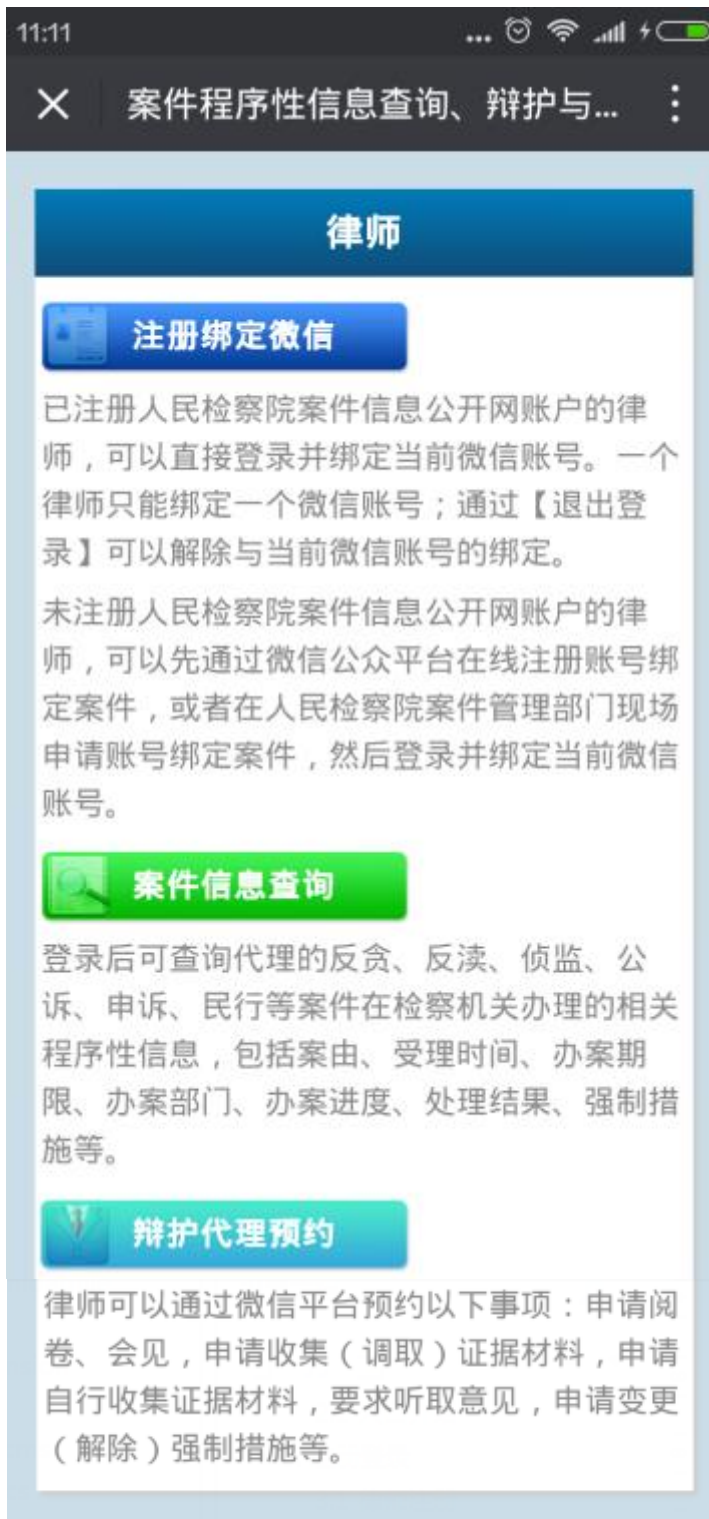 11:11
...
案件程序性信息查询、辩护与...
律师
注册绑定微信
已注册人民检察院案件信息公开网账户的律
师，可以直接登录并绑定当前微信账号。一个
律师只能绑定一个微信账号；通过【退出登
录】可以解除与当前微信账号的绑定。
未注册人民检察院案件信息公开网账户的律
师，可以先通过微信公众平台在线注册账号绑
定案件，或者在人民检察院案件管理部门现场
申请账号绑定案件，然后登录并绑定当前微信
账号。
案件信息查询
登录后可查询代理的反贪、反渎、侦监、公
诉、申诉、民行等案件在检察机关办理的相关
程序性信息，包括案由、受理时间、办案期
限、办案部门、办案进度、处理结果、强制措
施等。
辩护代理预约
律师可以通过微信平台预约以下事项：申请阅
卷、会见，申请收集（调取）证据材料，申请
自行收集证据材料，要求听取意见，申请变更
（解除）强制措施等。